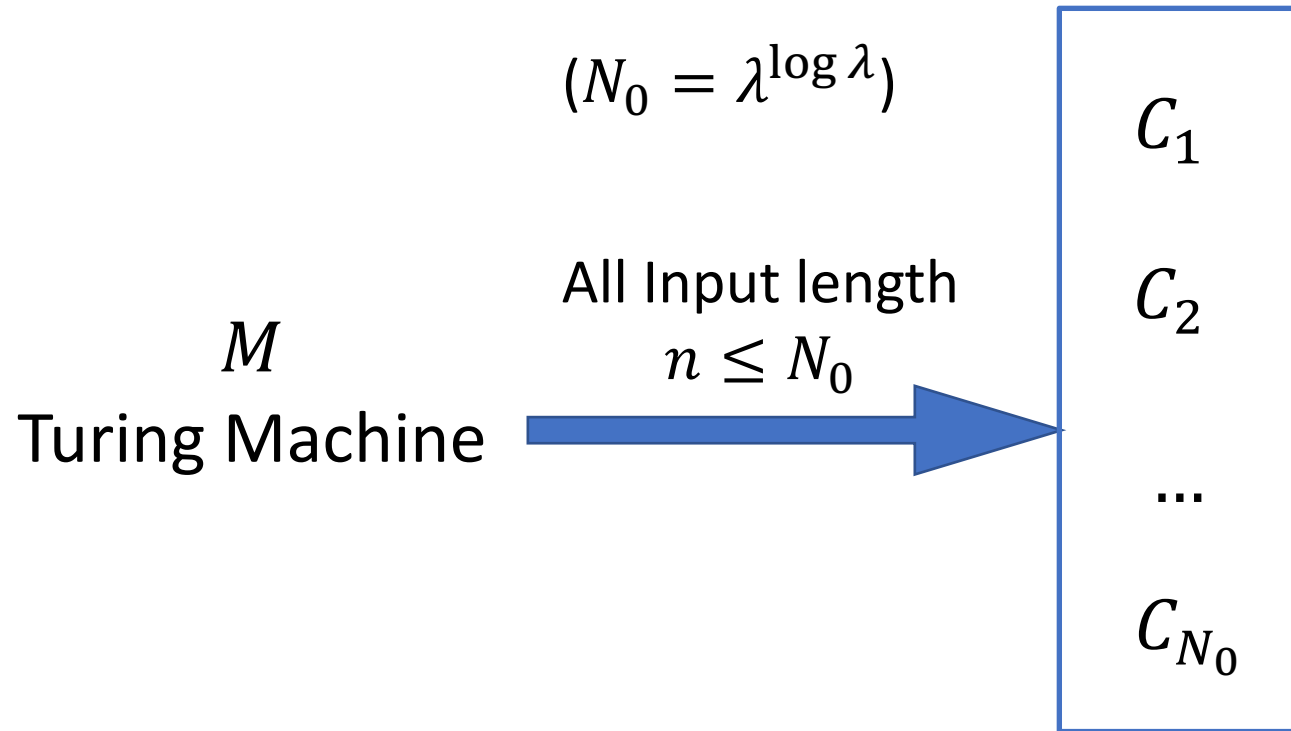 (N₀ = λ^{log λ})
All Input length
n ≤ N₀
M
Turing Machine
C₁
C₂
...
C_{N₀}